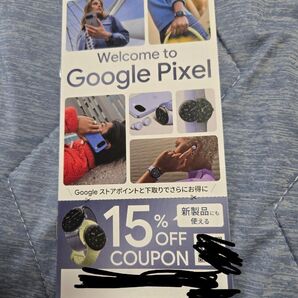 Welcome to
Google Pixel
Google ストアポイントと下取りでさらにお得に
15% OFF
COUPON
新製品にも
使える